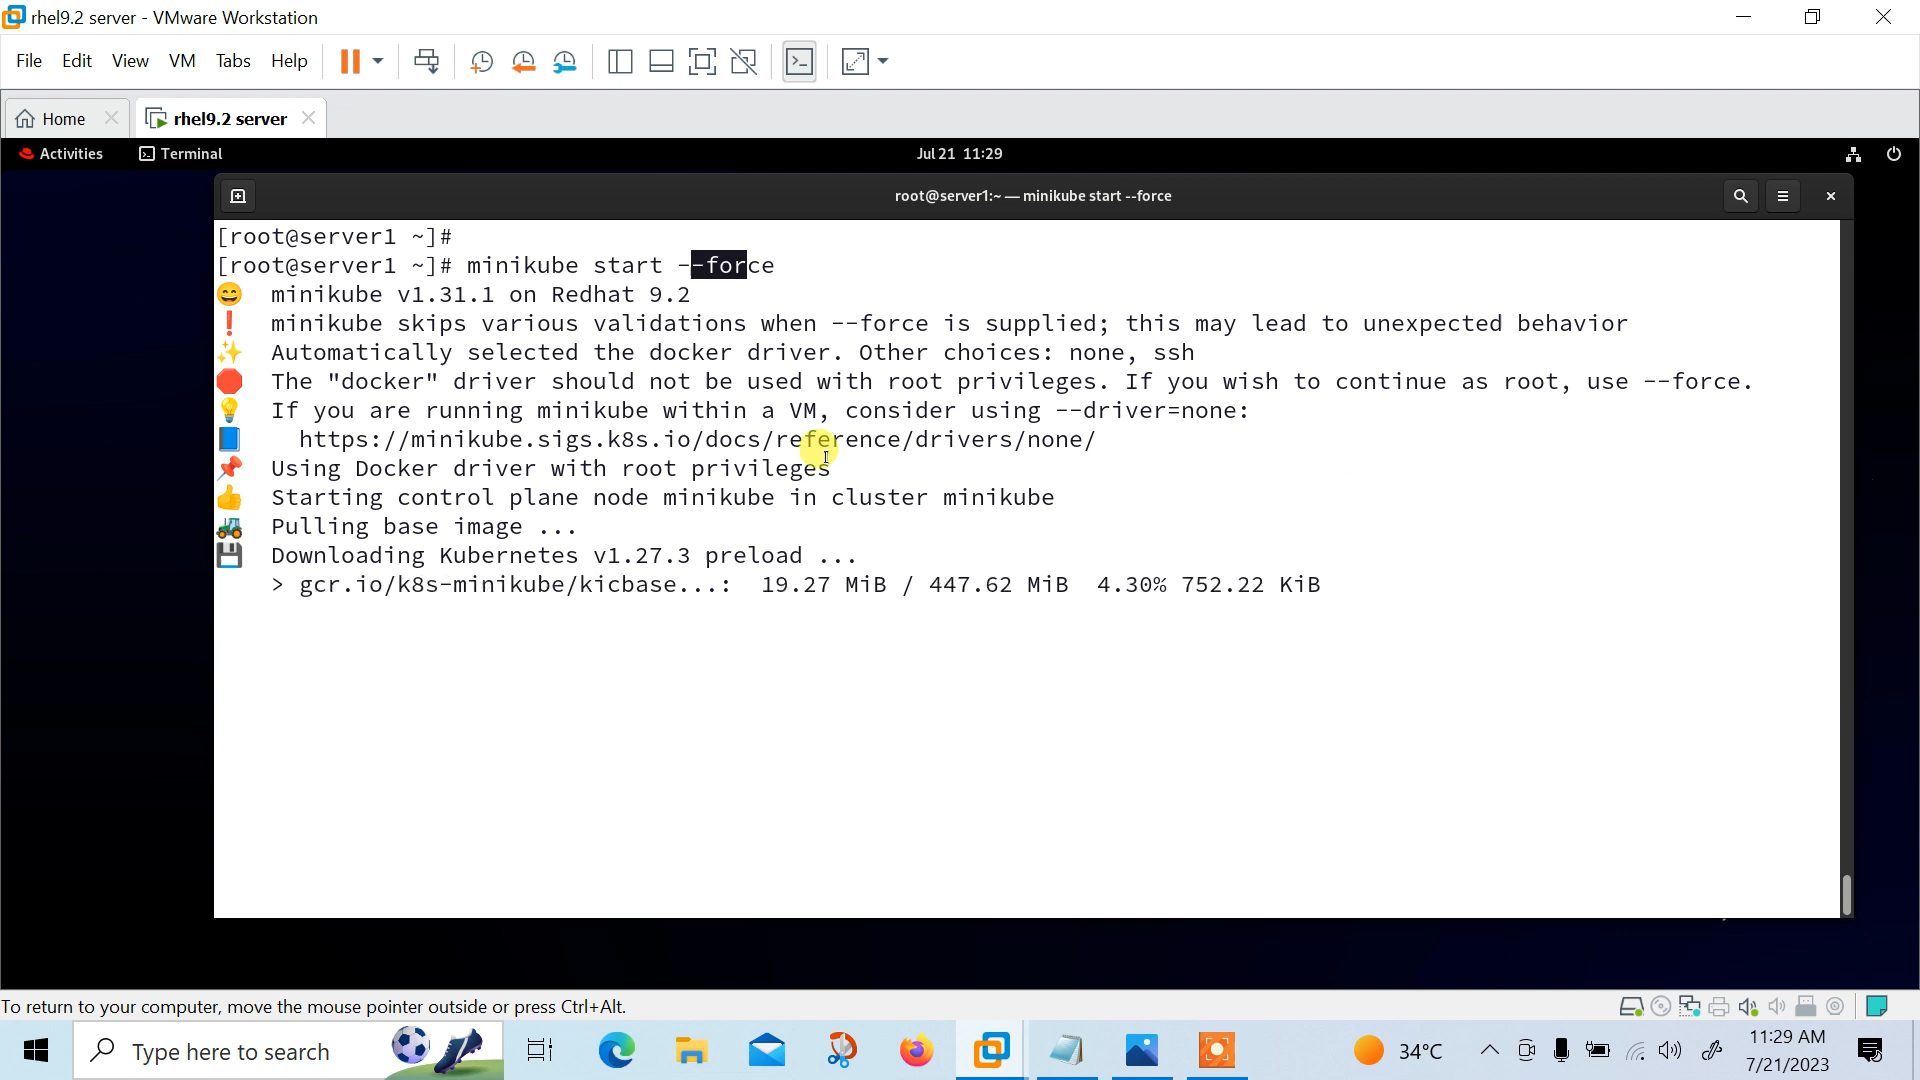 rhel9.2 server - VMware Workstation
File Edit View VM Tabs Help
Home
rhel9.2 server
Activities Terminal Jul 21 11:29
root@server1:~ — minikube start --force
[root@server1 ~]#
[root@server1 ~]# minikube start --force
minikube v1.31.1 on Redhat 9.2
minikube skips various validations when --force is supplied; this may lead to unexpected behavior
Automatically selected the docker driver. Other choices: none, ssh
The "docker" driver should not be used with root privileges. If you wish to continue as root, use --force.
If you are running minikube within a VM, consider using --driver=none:
https://minikube.sigs.k8s.io/docs/reference/drivers/none/
Using Docker driver with root privileges
Starting control plane node minikube in cluster minikube
Pulling base image ...
Downloading Kubernetes v1.27.3 preload ...
> gcr.io/k8s-minikube/kicbase...: 19.27 MiB / 447.62 MiB 4.30% 752.22 KiB
To return to your computer, move the mouse pointer outside or press Ctrl+Alt.
Type here to search
34°C
11:29 AM
7/21/2023